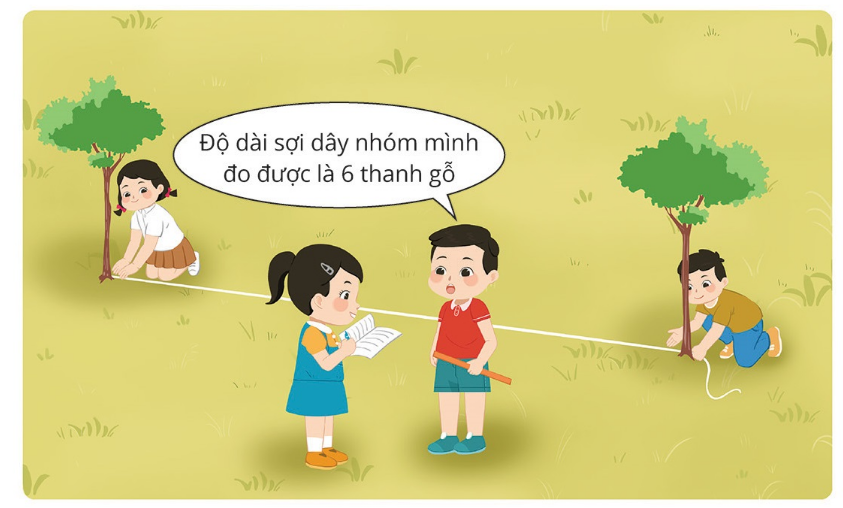 Độ dài sợi dây nhóm mình
đo được là 6 thanh gỗ